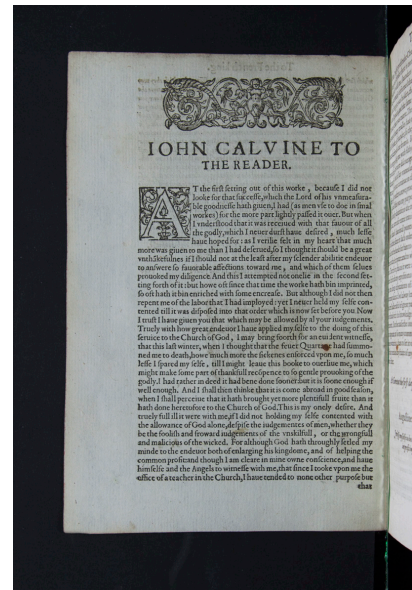 IOHN CALVINE TO
THE READER.
AT the first setting out of this worke, because I did not
looke for that successe, which the Lord of his vnmeasura-
ble goodnesse hath giuen, I had (as men vse to doe in smal
workes) for the more part lightly passed it ouer. But when
I vnderstood that it was receiued with that fauour of all
the godly, which I neuer durst haue desired, much lesse
haue hoped for: as I verilie felt in my heart that much
more was giuen to me than I had deserued, so I thought it should be a great
vnthākefulnes if I should not at the least after my slender abilitie endeuor
to answere so fauorable affections toward me, and which of them selues
prouoked my diligence. And this I attempted not onelie in the second set-
ting forth of it: but howe oft since that time the worke hath bin imprinted,
so oft hath it bin enriched with some encrease. But although I did not then
repent me of the labor that I had imployed: yet I neuer held my selfe con-
tented till it was disposed into that order which is now set before you. Now
I trust I haue giuen you that which may be allowed by al your iudgements.
Truely with how great endeuor I haue applied my selfe to the doing of this
seruice to the Church of God, I may bring forth for an euident witnesse,
that this last winter, when I thought that the feuer Quartane had summo-
ned me to death, howe much more the sickenes enforced vpon me, so much
lesse I spared my selfe, till I might leaue this booke to ouerliue me, which
might make some part of thankfull recōpence to so gentle prouoking of the
godly. I had rather in deed it had bene done sooner: but it is soone enough if
well enough. And I shall then thinke that it is come abroad in good season,
when I shall perceiue that it hath brought yet more plentifull fruite than it
hath done heretofore to the Church of God. This is my onely desire. And
truely full ill it were with me, if I did not holding my selfe contented with
the allowance of God alone, despise the iudgementes of men, whether they
be the foolish and froward iudgements of the vnskilfull, or the wrongfull
and malicious of the wicked. For although God hath throughly setled my
minde to the endeuor both of enlarging his kingdome, and of helping the
common profit: and though I am cleare in mine owne conscience, and haue
himselfe and the Angels to witnesse with me, that since I tooke vpon me the
office of a teacher in the Church, I haue tended to none other purpose but
that